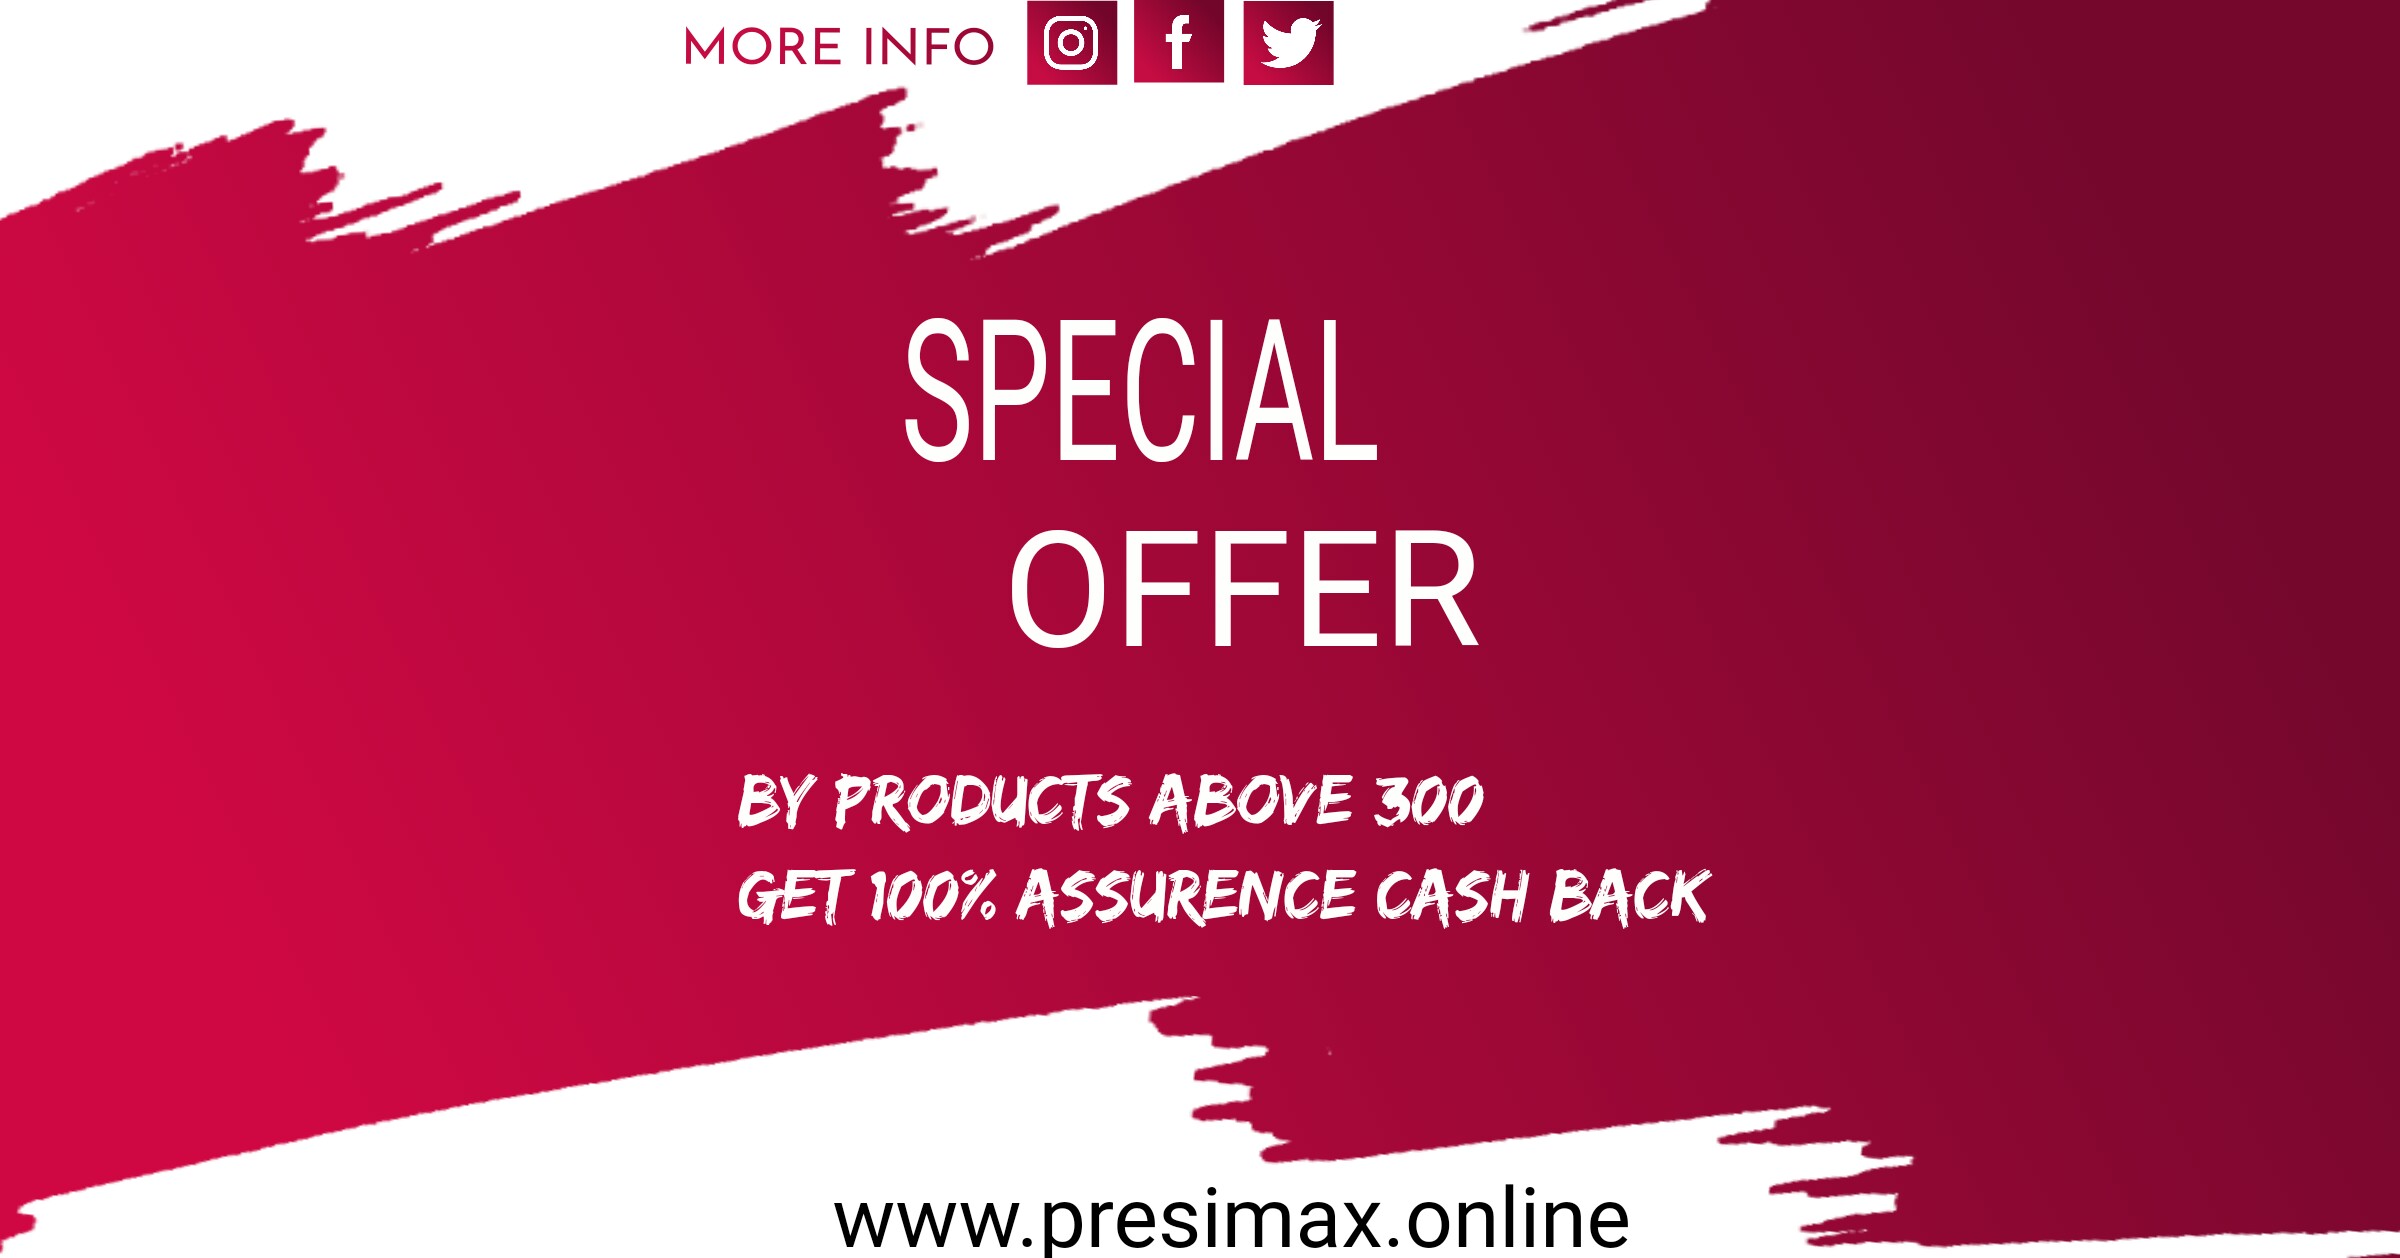 MORE INFO
SPECIAL
OFFER
BY PRODUCTS ABOVE 300
GET 100% ASSURENCE CASH BACK
www.presimax.online